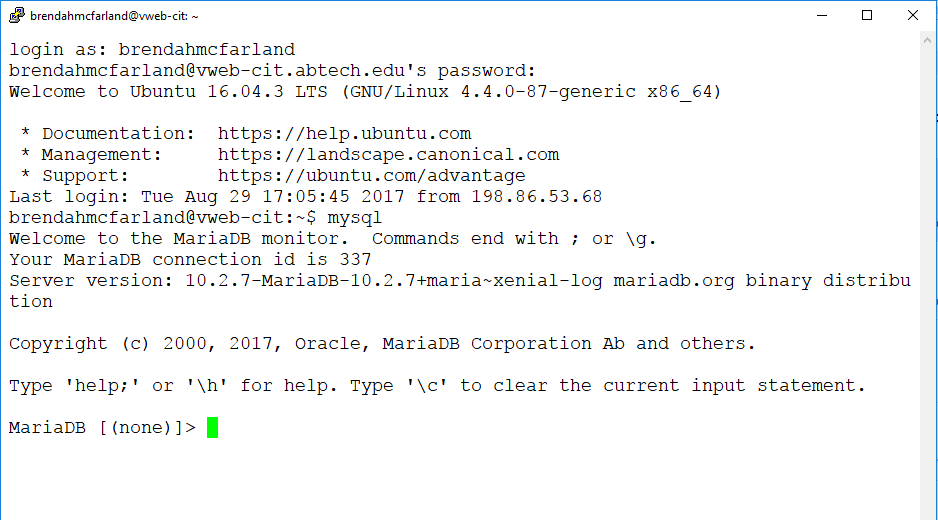 brendahmcfarland@vweb-cit: ~
login as: brendahmcfarland
brendahmcfarland@vweb-cit.abtech.edu's password:
Welcome to Ubuntu 16.04.3 LTS (GNU/Linux 4.4.0-87-generic x86_64)
 * Documentation:  https://help.ubuntu.com
 * Management:     https://landscape.canonical.com
 * Support:        https://ubuntu.com/advantage
Last login: Tue Aug 29 17:05:45 2017 from 198.86.53.68
brendahmcfarland@vweb-cit:~$ mysql
Welcome to the MariaDB monitor.  Commands end with ; or \g.
Your MariaDB connection id is 337
Server version: 10.2.7-MariaDB-10.2.7+maria~xenial-log mariadb.org binary distribu
tion
Copyright (c) 2000, 2017, Oracle, MariaDB Corporation Ab and others.
Type 'help;' or '\h' for help. Type '\c' to clear the current input statement.
MariaDB [(none)]>